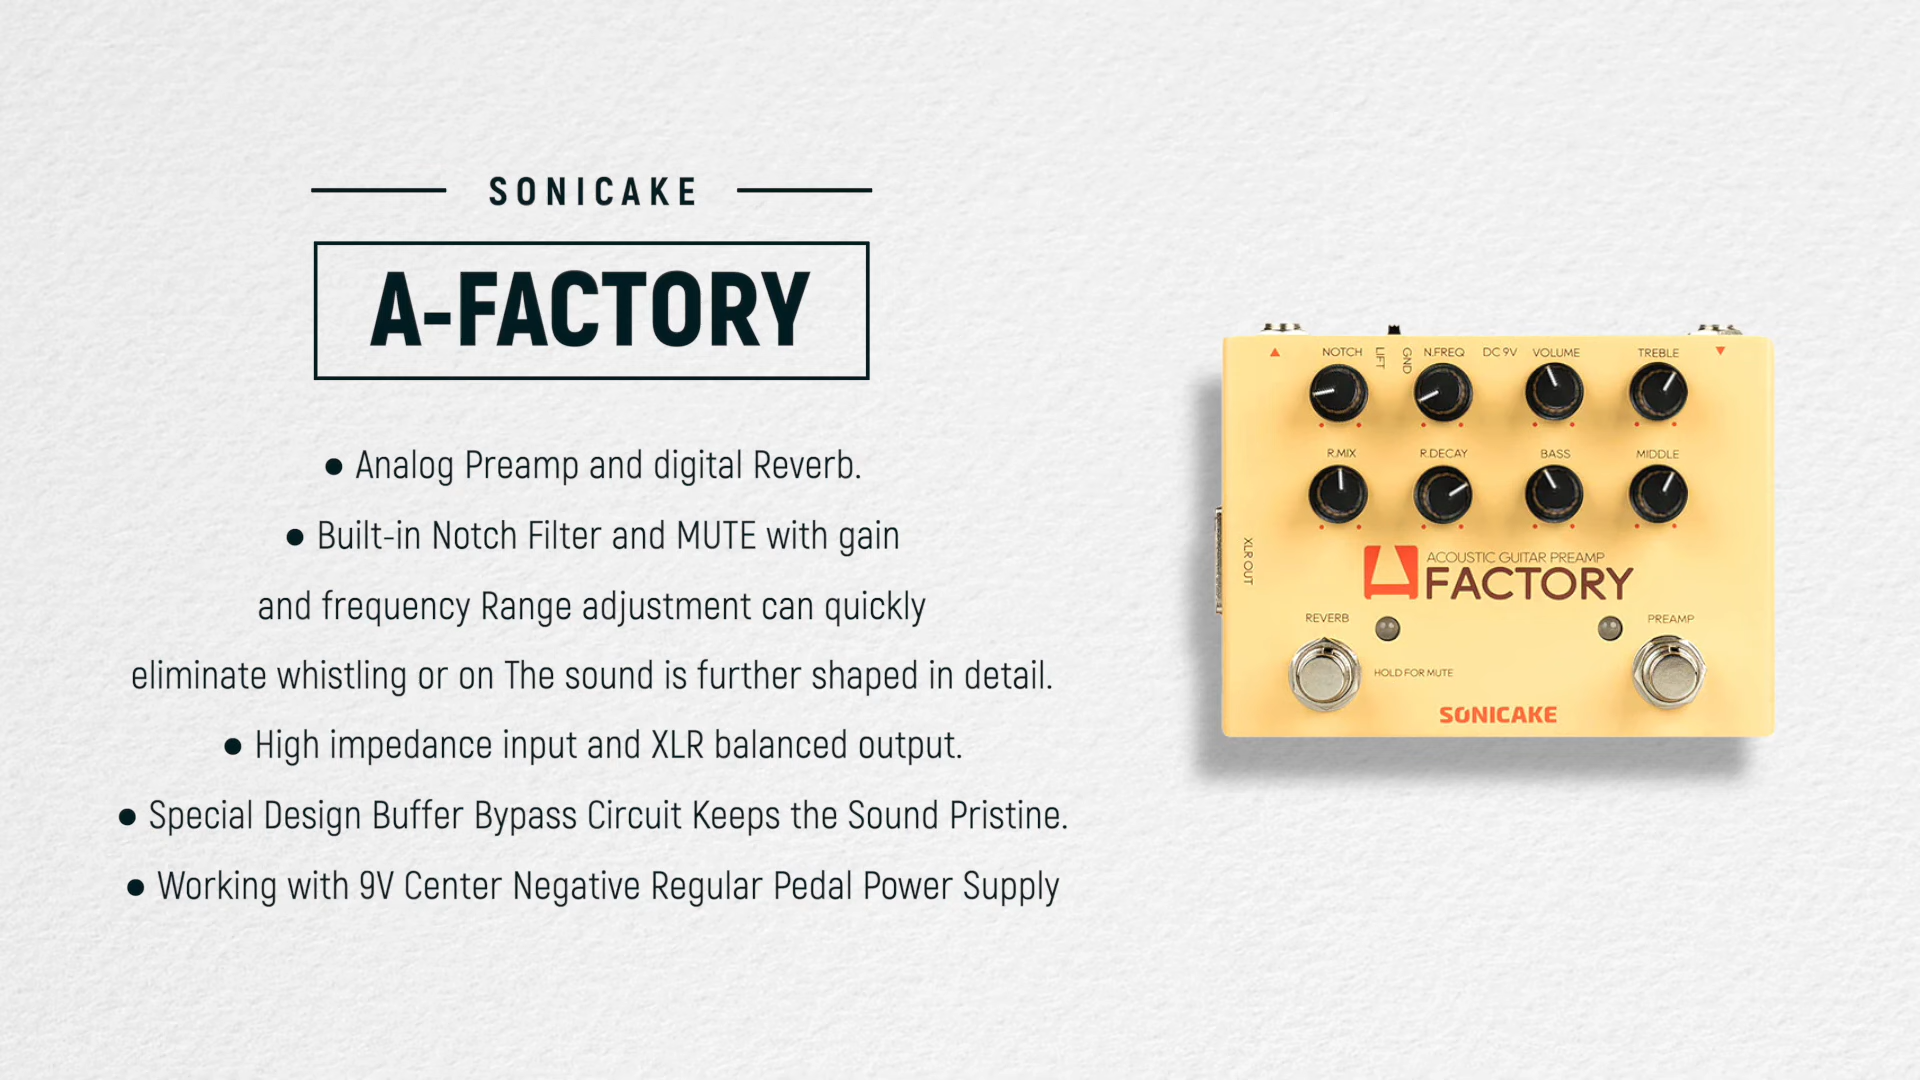 SONICAKE
A-FACTORY
● Analog Preamp and digital Reverb.
● Built-in Notch Filter and MUTE with gain
and frequency Range adjustment can quickly
eliminate whistling or on The sound is further shaped in detail.
● High impedance input and XLR balanced output.
● Special Design Buffer Bypass Circuit Keeps the Sound Pristine.
● Working with 9V Center Negative Regular Pedal Power Supply
NOTCH LIFT GND N.FREQ DC 9V VOLUME TREBLE
R.MIX R.DECAY BASS MIDDLE
XLR OUT
ACOUSTIC GUITAR PREAMP
FACTORY
REVERB PREAMP
HOLD FOR MUTE
SONICAKE